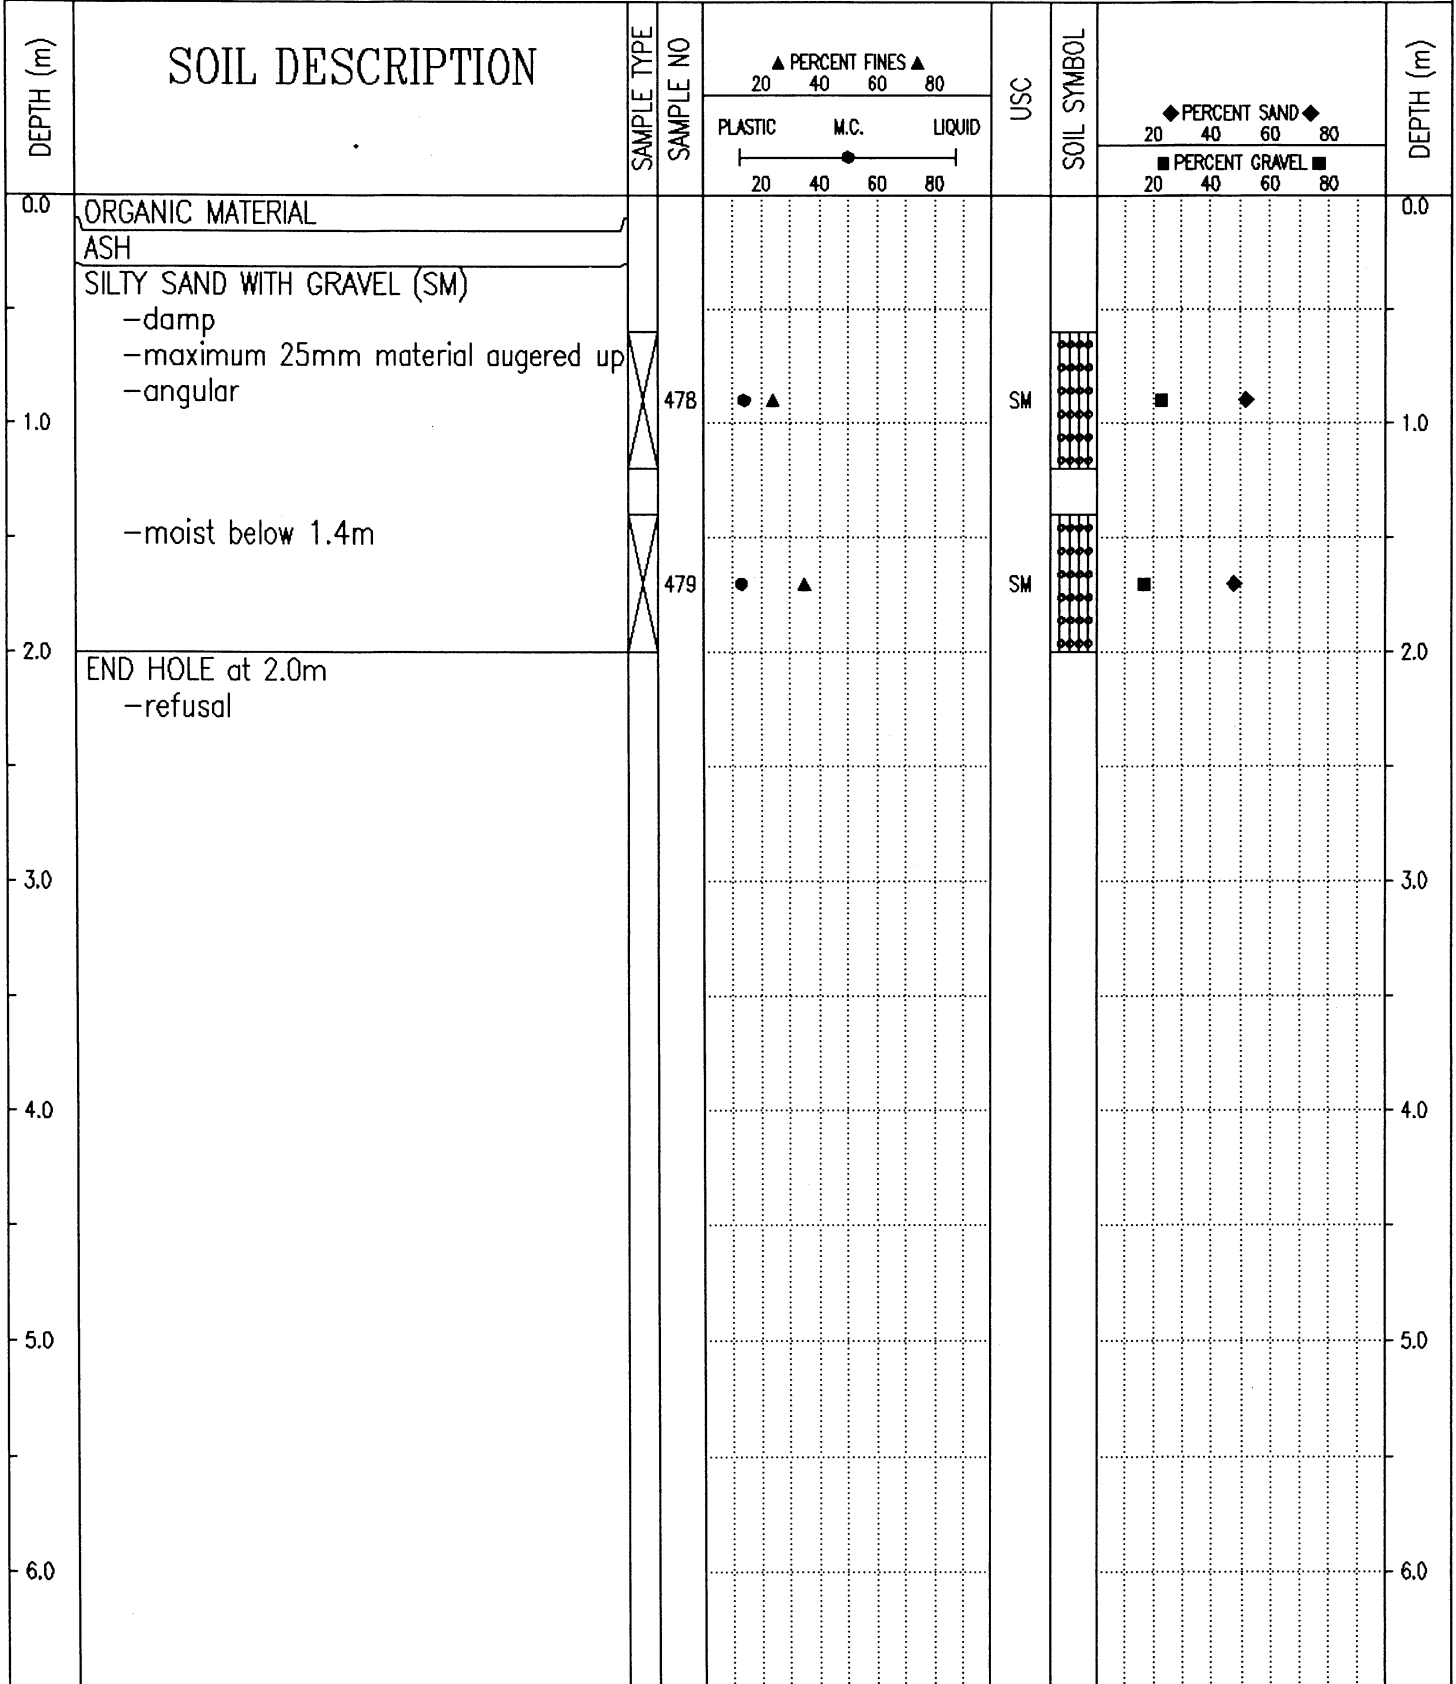 DEPTH (m)
SOIL DESCRIPTION
SAMPLE TYPE
SAMPLE NO
▲ PERCENT FINES ▲
20 40 60 80
PLASTIC M.C. LIQUID
20 40 60 80
USC
SOIL SYMBOL
◆PERCENT SAND◆
20 40 60 80
■PERCENT GRAVEL■
20 40 60 80
DEPTH (m)
0.0 0.0
ORGANIC MATERIAL
ASH
SILTY SAND WITH GRAVEL (SM)
-damp
-maximum 25mm material augered up
-angular
478 SM
1.0 1.0
-moist below 1.4m
479 SM
2.0 2.0
END HOLE at 2.0m
-refusal
3.0 3.0
4.0 4.0
5.0 5.0
6.0 6.0